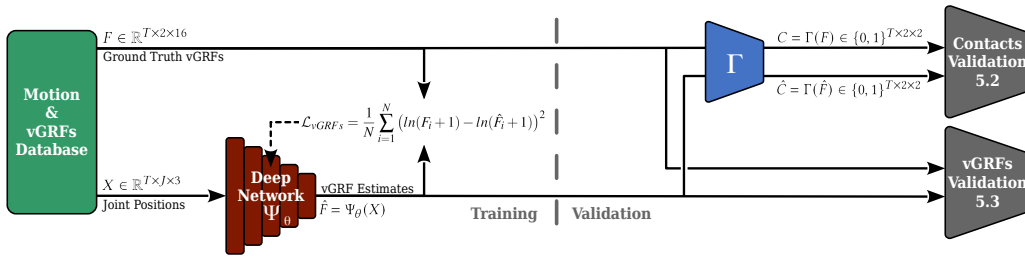 Motion
&
vGRFs
Database
F ∈ ℝ^{T×2×16}
Ground Truth vGRFs
X ∈ ℝ^{T×J×3}
Joint Positions
Deep
Network
Ψ_θ
ℒ_{vGRFs} = \frac{1}{N} \sum_{i=1}^{N} (ln(F_i + 1) − ln(F̂_i + 1))^2
vGRF Estimates
F̂ = Ψ_θ(X)
Training
Validation
Γ
C = Γ(F) ∈ {0, 1}^{T×2×2}
Ĉ = Γ(F̂) ∈ {0, 1}^{T×2×2}
Contacts
Validation
5.2
vGRFs
Validation
5.3